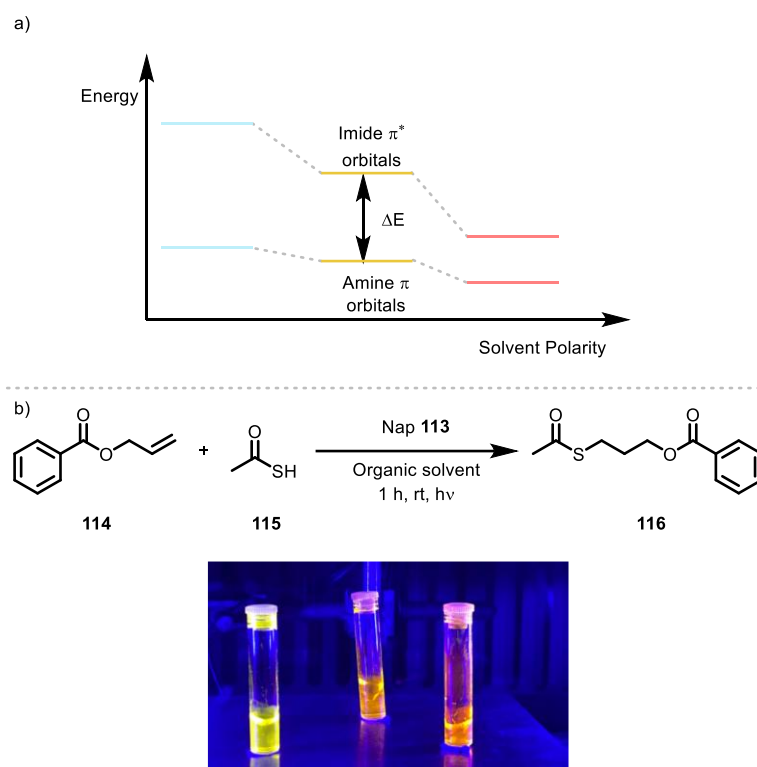 a)
Energy
Imide π*
orbitals
ΔE
Amine π
orbitals
Solvent Polarity
b)
O
O
114
+
O
SH
115
Nap 113
Organic solvent
1 h, rt, hν
O
S
O
O
116